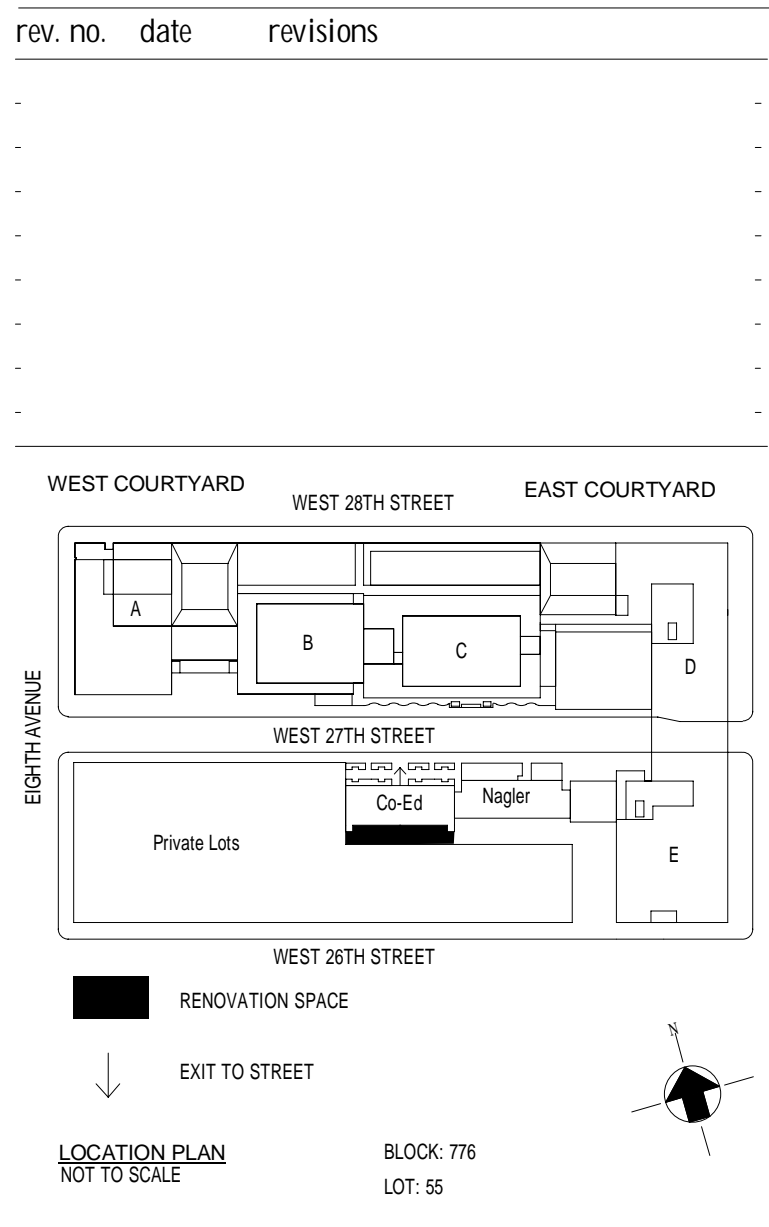 rev. no. date revisions
WEST COURTYARD
WEST 28TH STREET
EAST COURTYARD
A
B
C
D
EIGHTH AVENUE
WEST 27TH STREET
Co-Ed
Nagler
Private Lots
E
WEST 26TH STREET
RENOVATION SPACE
EXIT TO STREET
N
LOCATION PLAN
NOT TO SCALE
BLOCK: 776
LOT: 55